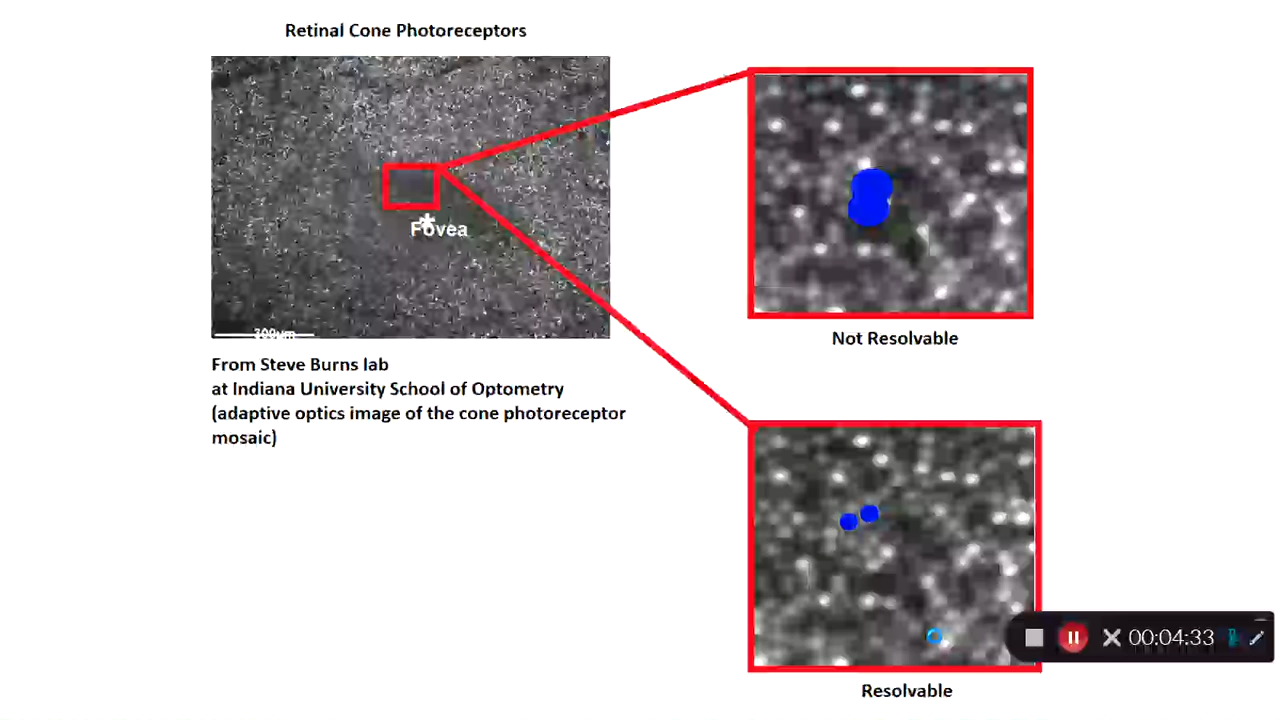 Retinal Cone Photoreceptors
Fovea
300µm
From Steve Burns lab
at Indiana University School of Optometry
(adaptive optics image of the cone photoreceptor
mosaic)
Not Resolvable
00:04:33
Resolvable